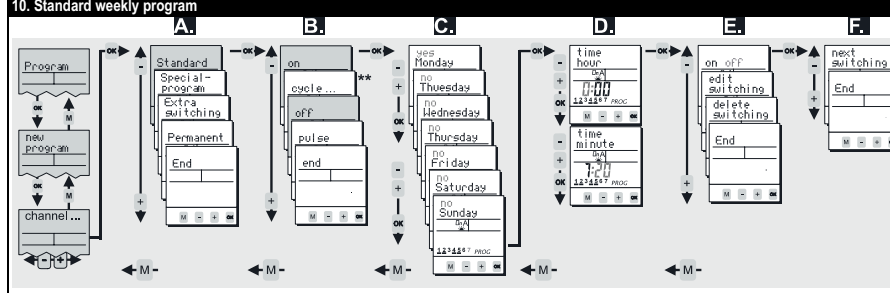 10. Standard weekly program
A. B. C. D. E. F.
Program
OK
M
new
program
OK
M
channel ...
- +
OK
-
+
Standard
Special-
program
Extra
switching
Permanent
End
M - + OK
M -
OK
-
+
on
cycle ...
**
off
pulse
end
M - + OK
M -
OK
-
+
OK
-
+
OK
yes
Monday
no
Thuesday
no
Wednesday
no
Thursday
no
Friday
no
Saturday
no
Sunday
1234567 PROG
M - + OK
M -
OK
-
+
OK
-
+
OK
time
hour
0:00
1234567 PROG
M - + OK
time
minute
7:20
1234567 PROG
M - + OK
M -
OK
-
+
on off
edit
switching
delete
switching
End
M - + OK
M -
OK
-
+
next
switching
End
M - + OK